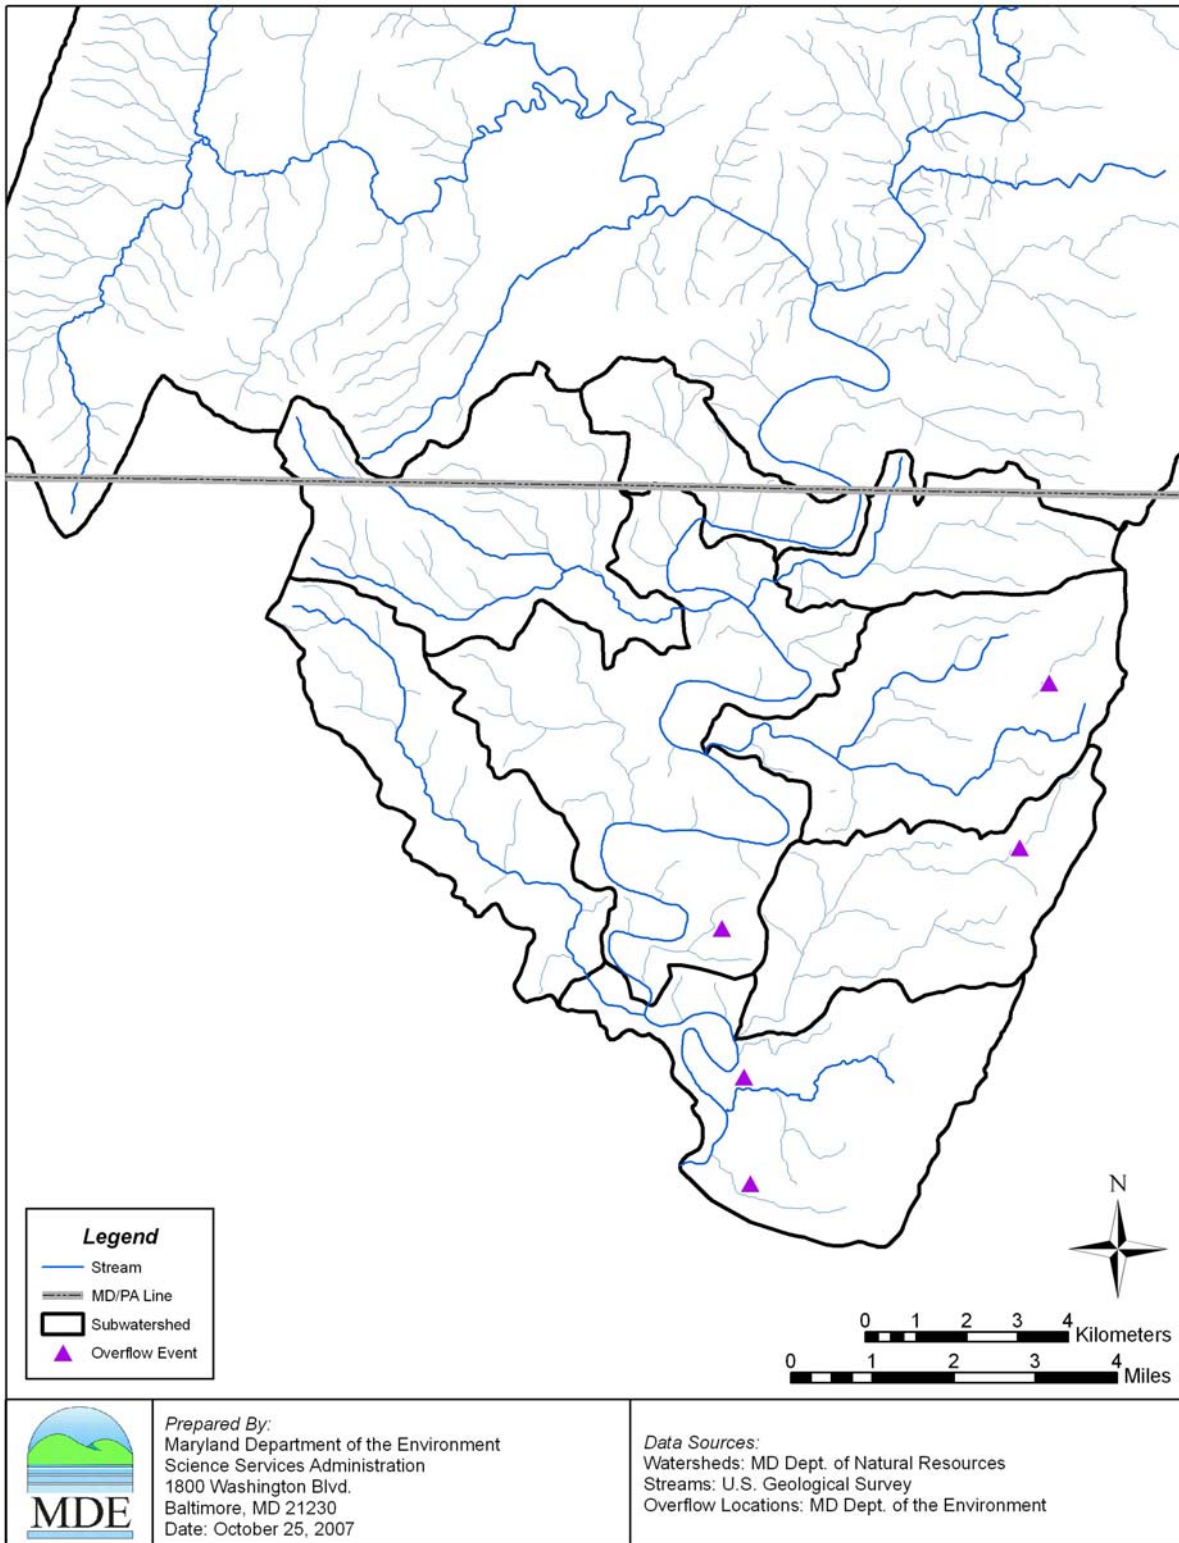 N
Legend
Stream
MD/PA Line
Subwatershed
Overflow Event
0 1 2 3 4
Kilometers
0 1 2 3 4
Miles
MDE
Prepared By:
Maryland Department of the Environment
Science Services Administration
1800 Washington Blvd.
Baltimore, MD 21230
Date: October 25, 2007
Data Sources:
Watersheds: MD Dept. of Natural Resources
Streams: U.S. Geological Survey
Overflow Locations: MD Dept. of the Environment